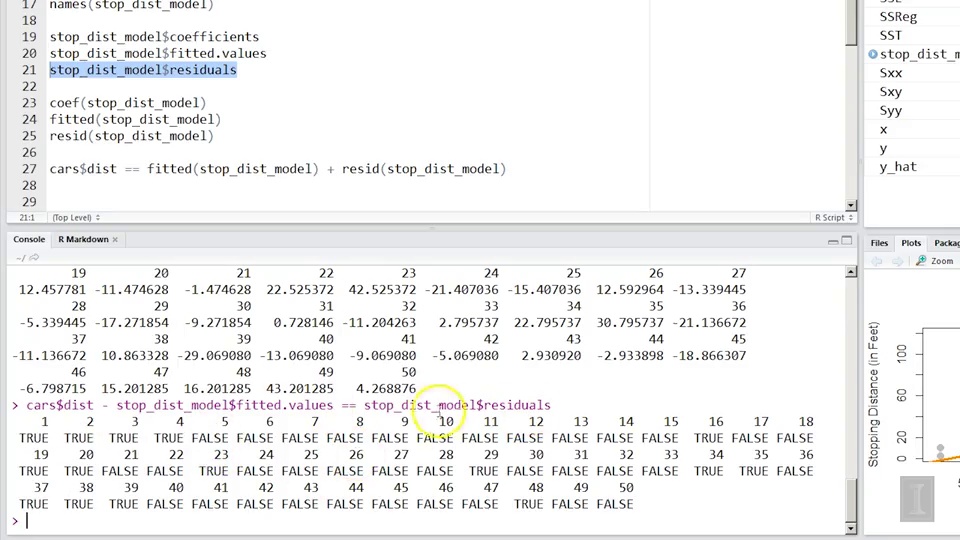 17 names(stop_dist_model)
18
19 stop_dist_model$coefficients
20 stop_dist_model$fitted.values
21 stop_dist_model$residuals
22
23 coef(stop_dist_model)
24 fitted(stop_dist_model)
25 resid(stop_dist_model)
26
27 cars$dist == fitted(stop_dist_model) + resid(stop_dist_model)
28
29
21:1 (Top Level) R Script
SSReg
SST
stop_dist_m
Sxx
Sxy
Syy
x
y
y_hat
Console R Markdown
~/
19 20 21 22 23 24 25 26 27
12.457781 -11.474628 -1.474628 22.525372 42.525372 -21.407036 -15.407036 12.592964 -13.339445
28 29 30 31 32 33 34 35 36
-5.339445 -17.271854 -9.271854 0.728146 -11.204263 2.795737 22.795737 30.795737 -21.136672
37 38 39 40 41 42 43 44 45
-11.136672 10.863328 -29.069080 -13.069080 -9.069080 -5.069080 2.930920 -2.933898 -18.866307
46 47 48 49 50
-6.798715 15.201285 16.201285 43.201285 4.268876
> cars$dist - stop_dist_model$fitted.values == stop_dist_model$residuals
1 2 3 4 5 6 7 8 9 10 11 12 13 14 15 16 17 18
TRUE TRUE TRUE TRUE FALSE FALSE FALSE FALSE FALSE FALSE FALSE FALSE FALSE FALSE FALSE TRUE FALSE TRUE
19 20 21 22 23 24 25 26 27 28 29 30 31 32 33 34 35 36
TRUE TRUE FALSE FALSE TRUE FALSE FALSE FALSE FALSE FALSE TRUE FALSE FALSE FALSE FALSE TRUE TRUE FALSE
37 38 39 40 41 42 43 44 45 46 47 48 49 50
TRUE TRUE TRUE FALSE FALSE FALSE FALSE FALSE FALSE FALSE TRUE FALSE FALSE FALSE
>
Files Plots Packag
Zoom
Stopping Distance (in Feet)
100
60
20
0
5
I